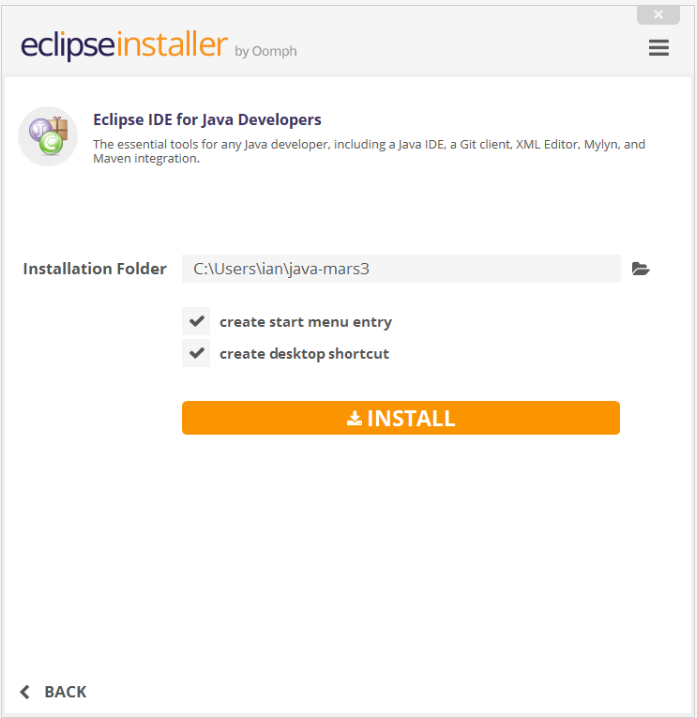 eclipseinstaller by Oomph
Eclipse IDE for Java Developers
The essential tools for any Java developer, including a Java IDE, a Git client, XML Editor, Mylyn, and
Maven integration.
Installation Folder C:\Users\ian\java-mars3
create start menu entry
create desktop shortcut
INSTALL
BACK